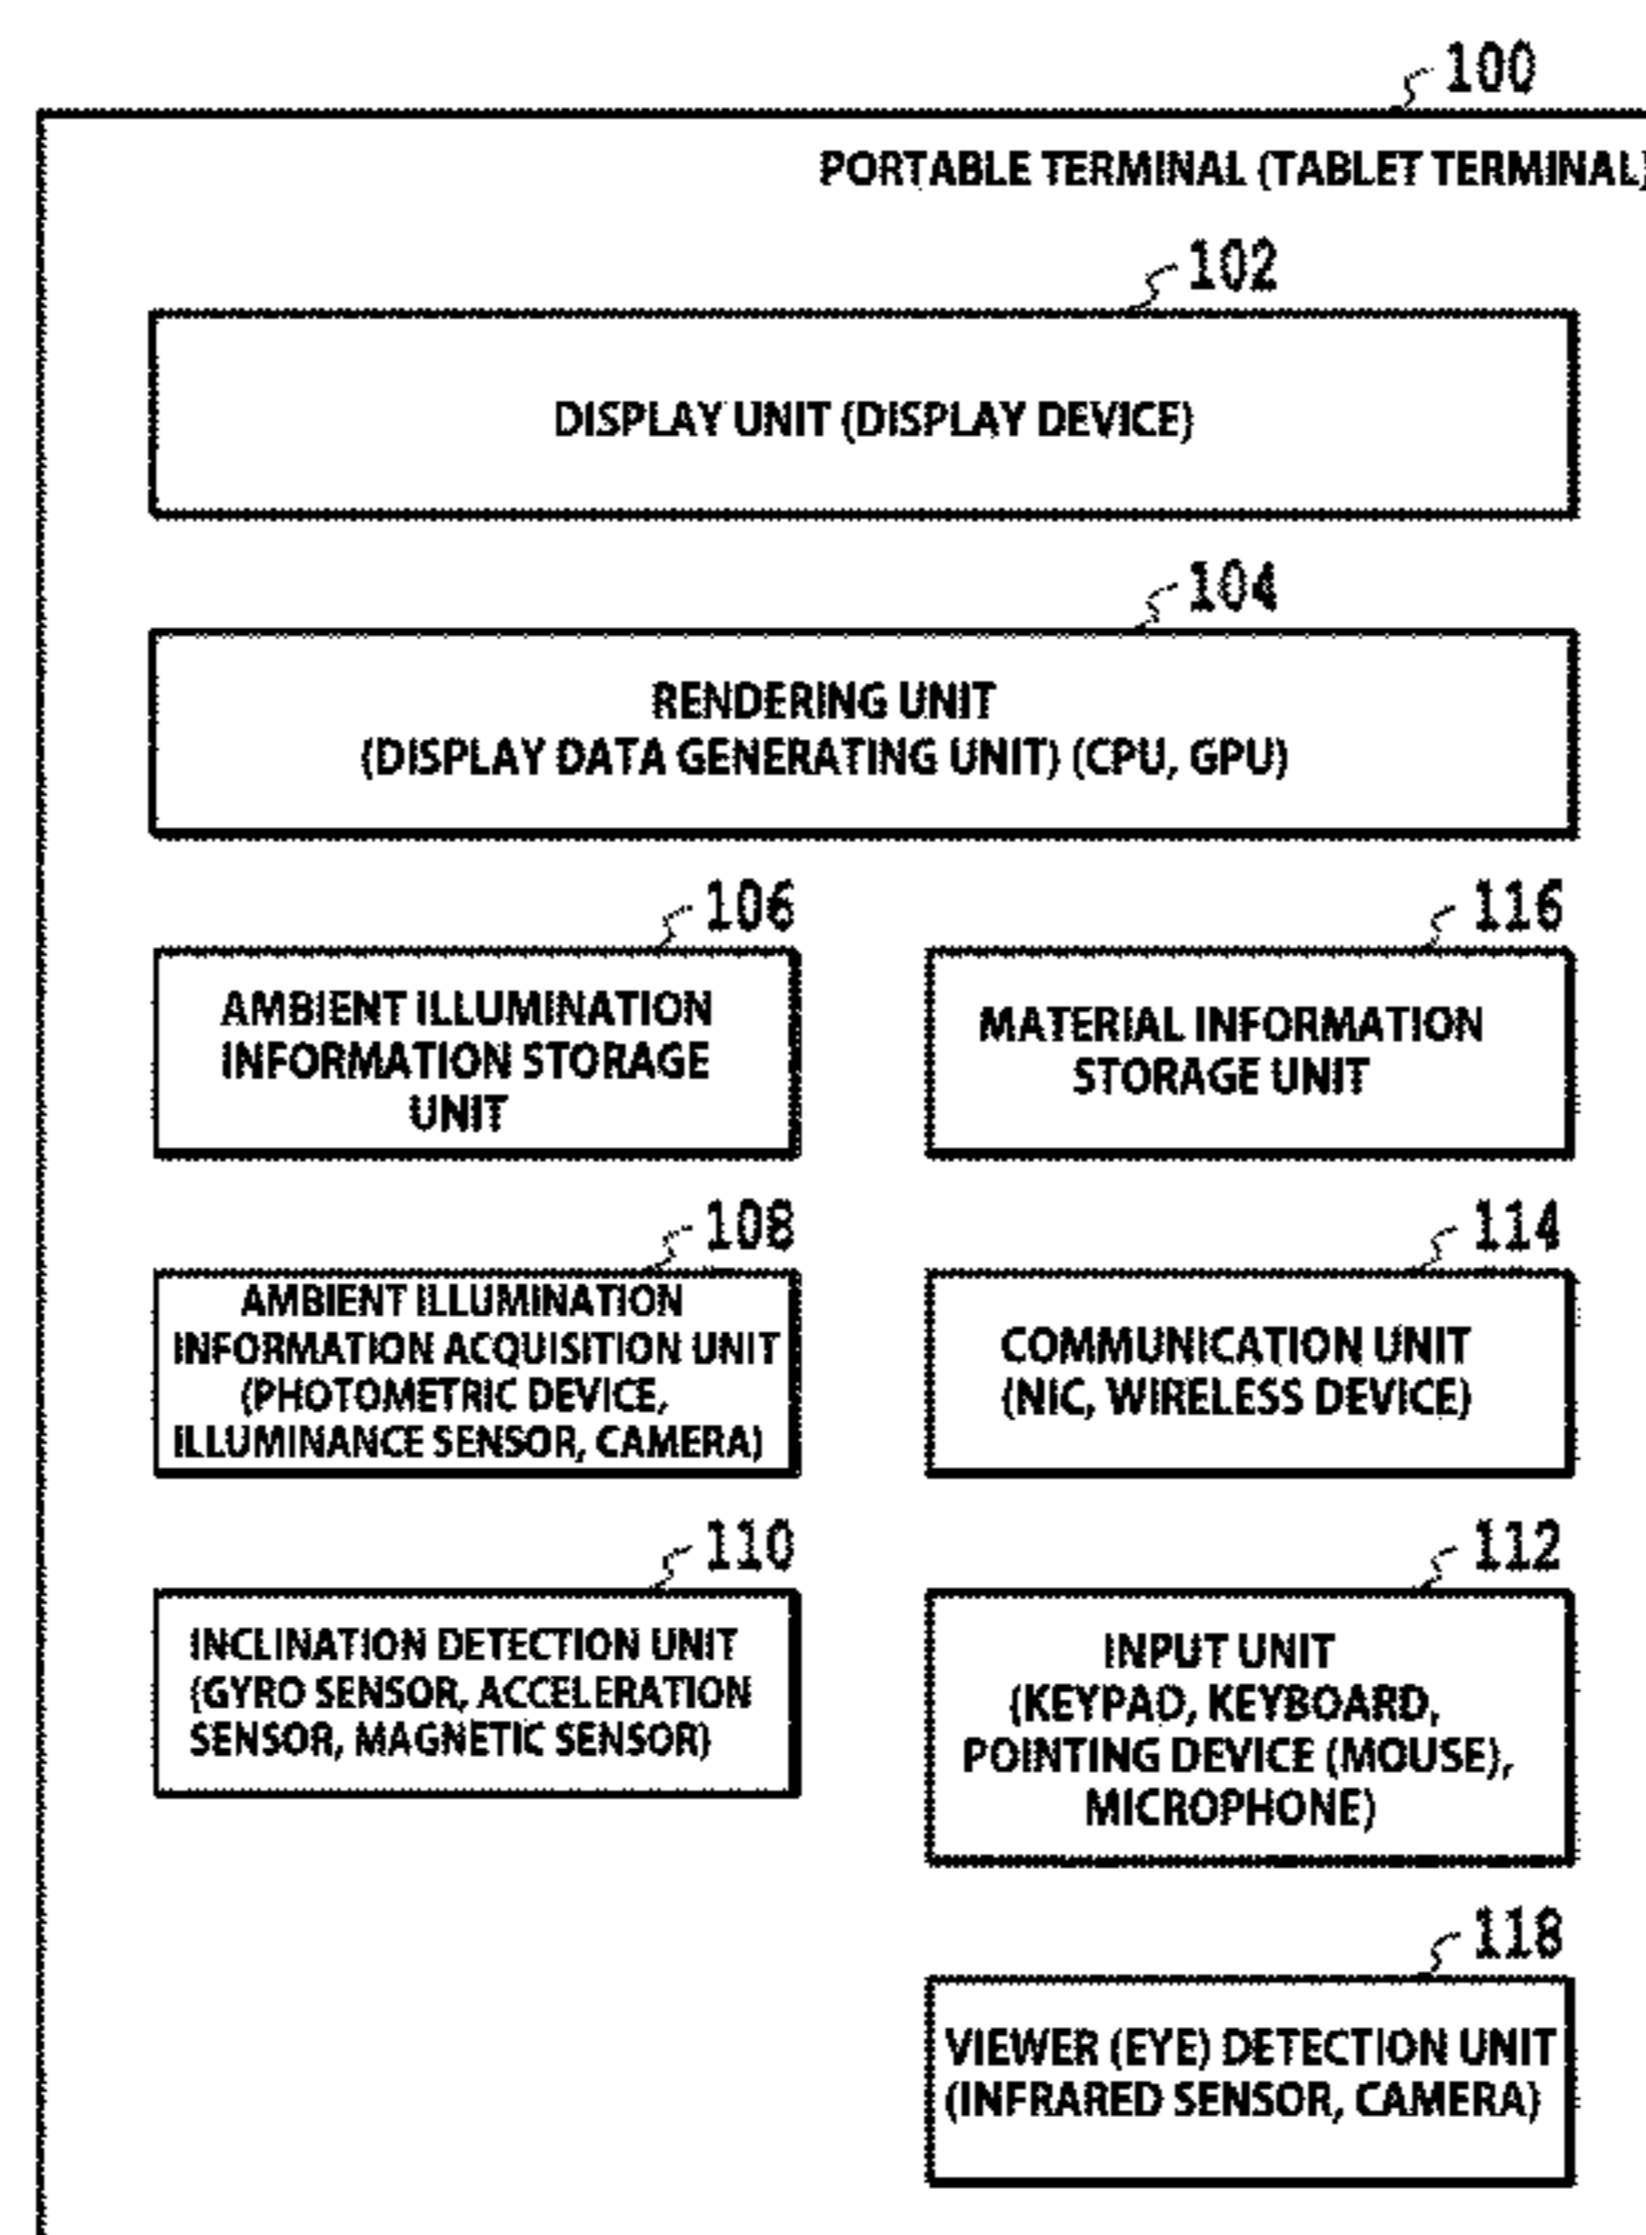 100
PORTABLE TERMINAL (TABLET TERMINAL)
102
DISPLAY UNIT (DISPLAY DEVICE)
104
RENDERING UNIT
(DISPLAY DATA GENERATING UNIT) (CPU, GPU)
106
AMBIENT ILLUMINATION
INFORMATION STORAGE
UNIT
116
MATERIAL INFORMATION
STORAGE UNIT
108
AMBIENT ILLUMINATION
INFORMATION ACQUISITION UNIT
(PHOTOMETRIC DEVICE,
ILLUMINANCE SENSOR, CAMERA)
114
COMMUNICATION UNIT
(NIC, WIRELESS DEVICE)
110
INCLINATION DETECTION UNIT
(GYRO SENSOR, ACCELERATION
SENSOR, MAGNETIC SENSOR)
112
INPUT UNIT
(KEYPAD, KEYBOARD,
POINTING DEVICE (MOUSE),
MICROPHONE)
118
VIEWER (EYE) DETECTION UNIT
(INFRARED SENSOR, CAMERA)